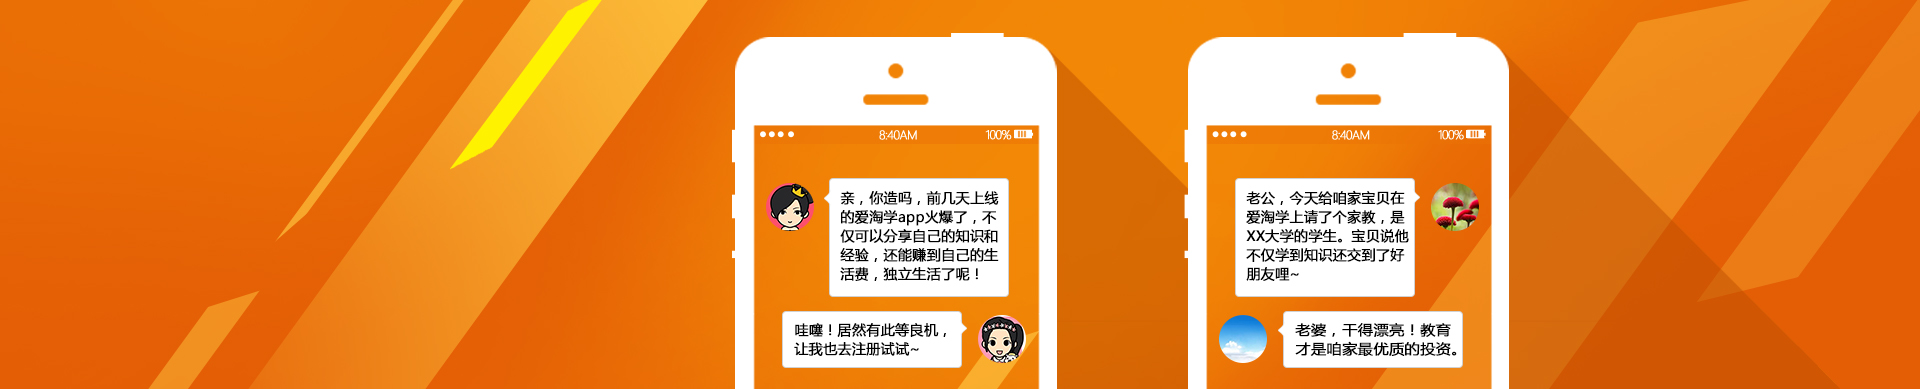 8:40AM 100%
亲，你造吗，前几天上线
的爱淘学app火爆了，不
仅可以分享自己的知识和
经验，还能赚到自己的生
活费，独立生活了呢！
哇噻！居然有此等良机，
让我也去注册试试~
8:40AM 100%
老公，今天给咱家宝贝在
爱淘学上请了个家教，是
XX大学的学生。宝贝说他
不仅学到知识还交到了好
朋友哩~
老婆，干得漂亮！教育
才是咱家最优质的投资。